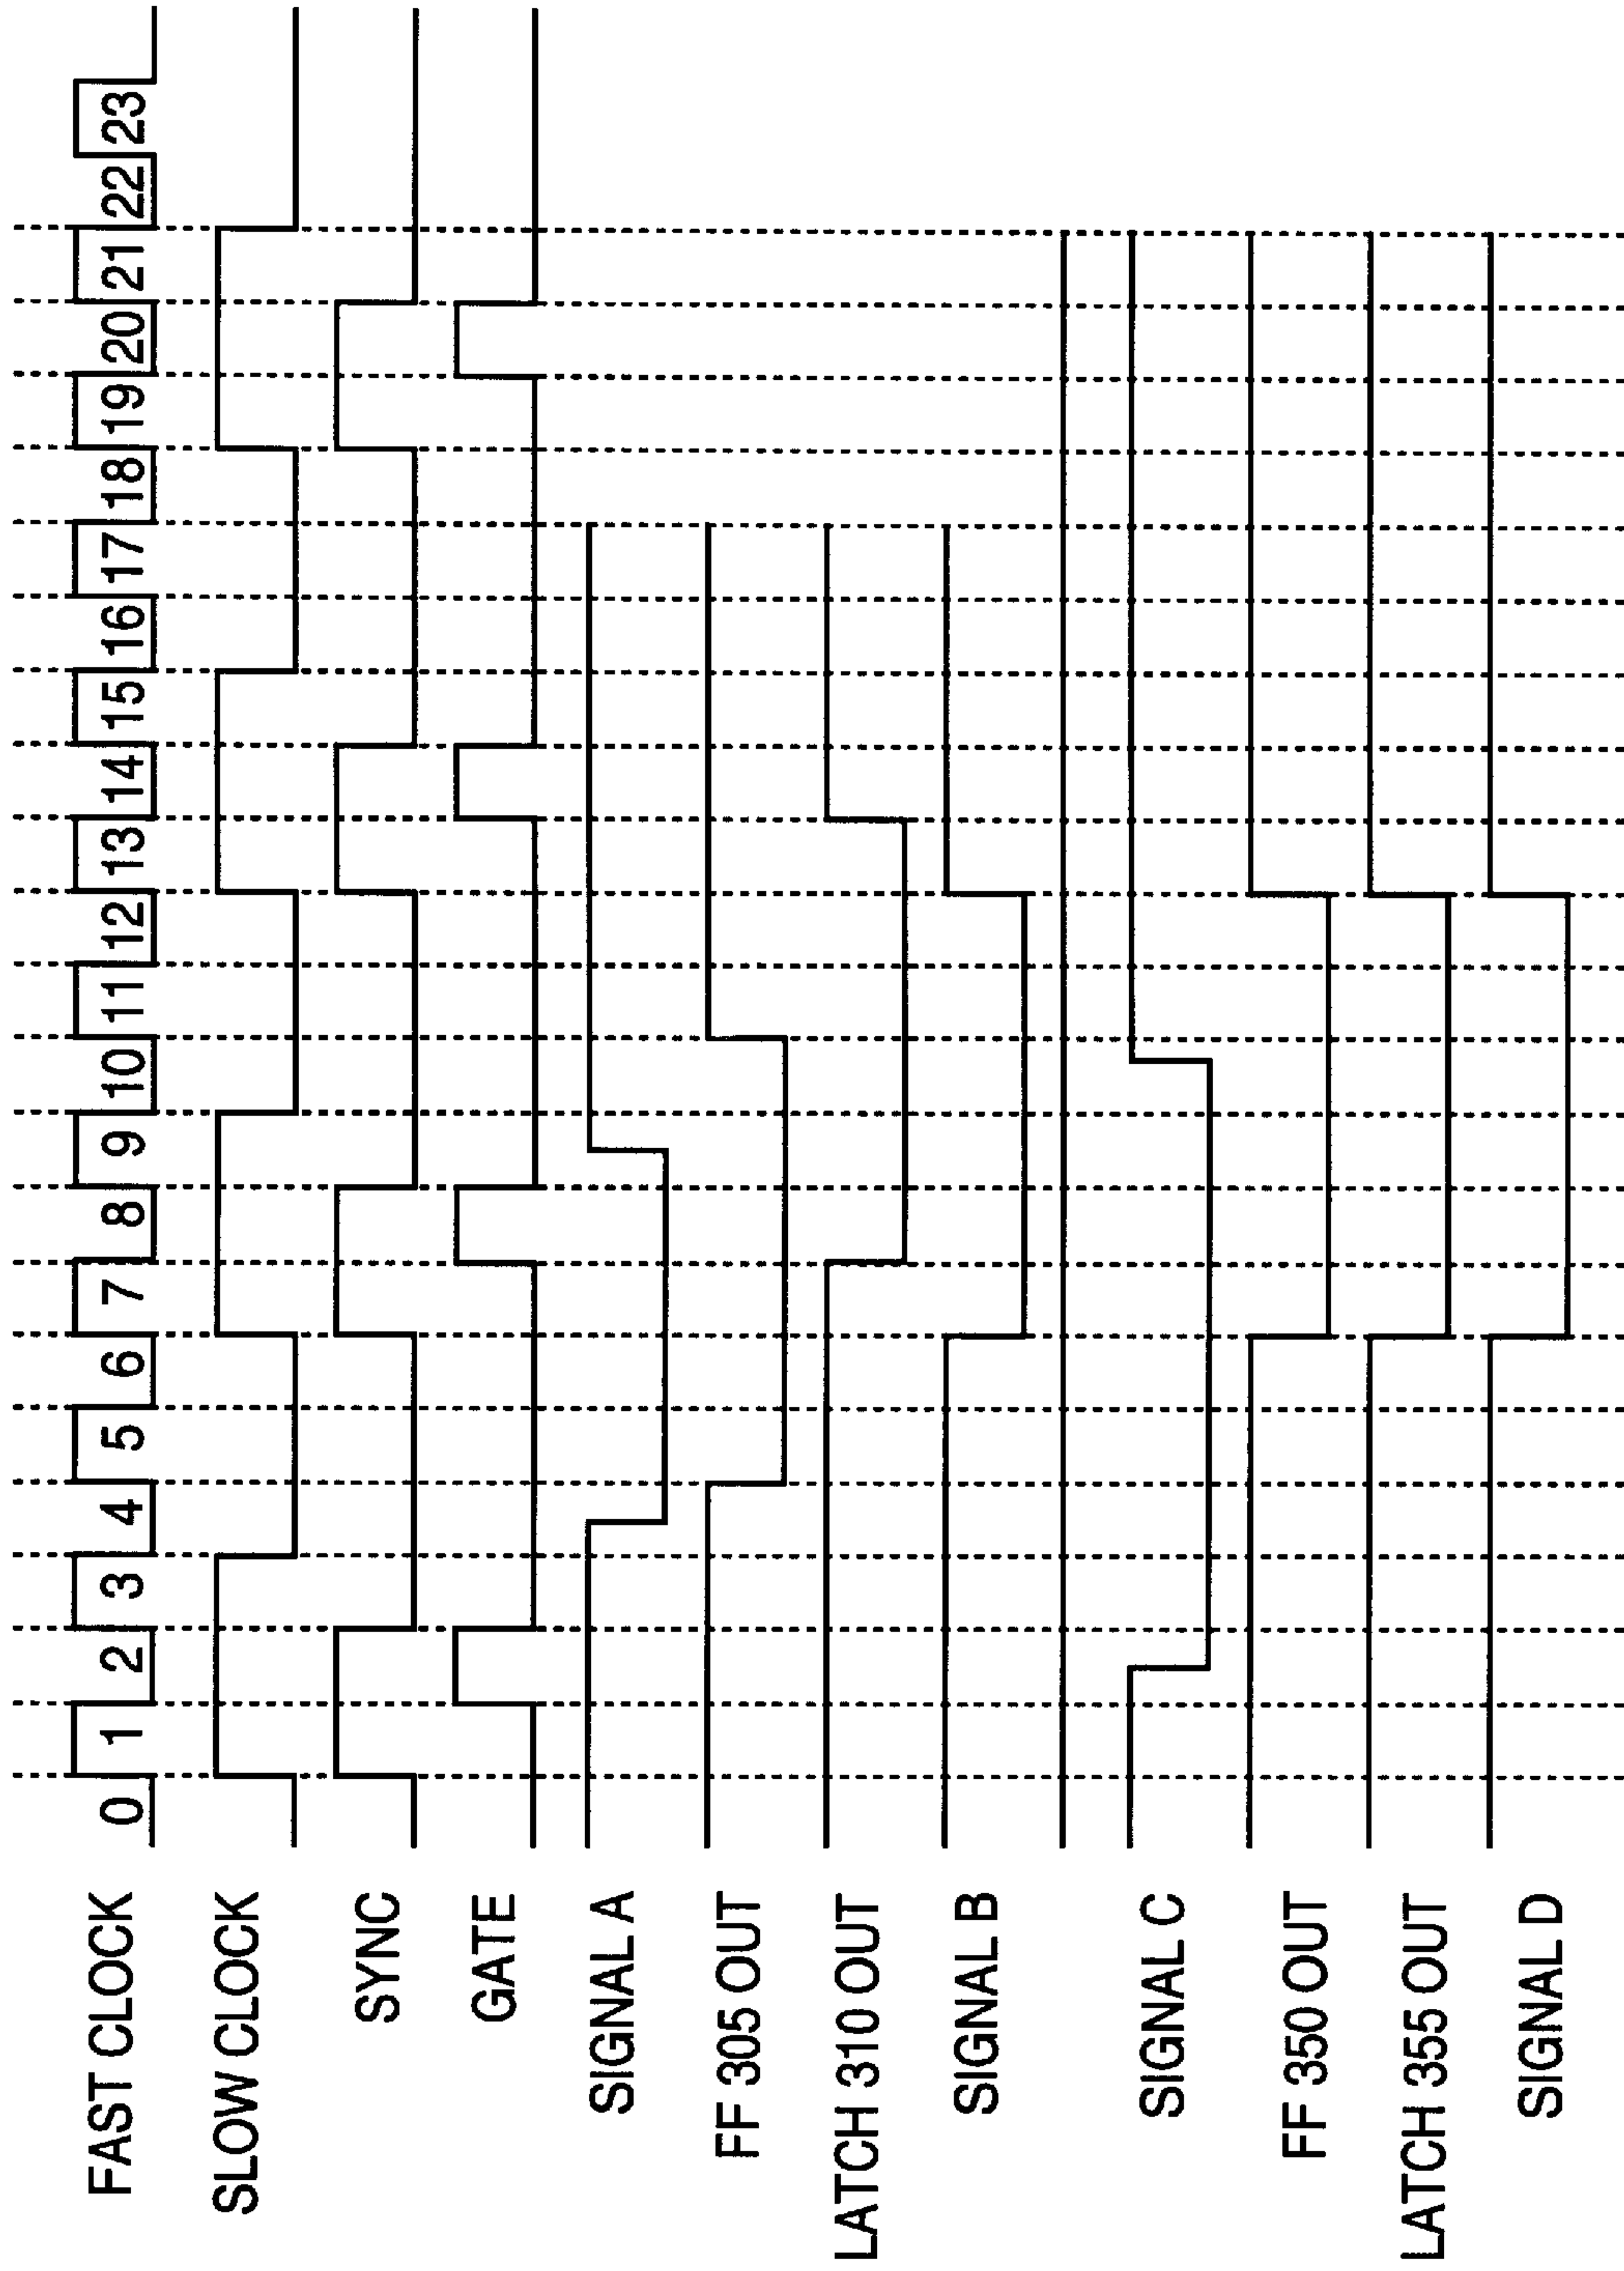 FAST CLOCK
0 1 2 3 4 5 6 7 8 9 10 11 12 13 14 15 16 17 18 19 20 21 22 23
SLOW CLOCK
SYNC
GATE
SIGNAL A
FF 305 OUT
LATCH 310 OUT
SIGNAL B
SIGNAL C
FF 350 OUT
LATCH 355 OUT
SIGNAL D